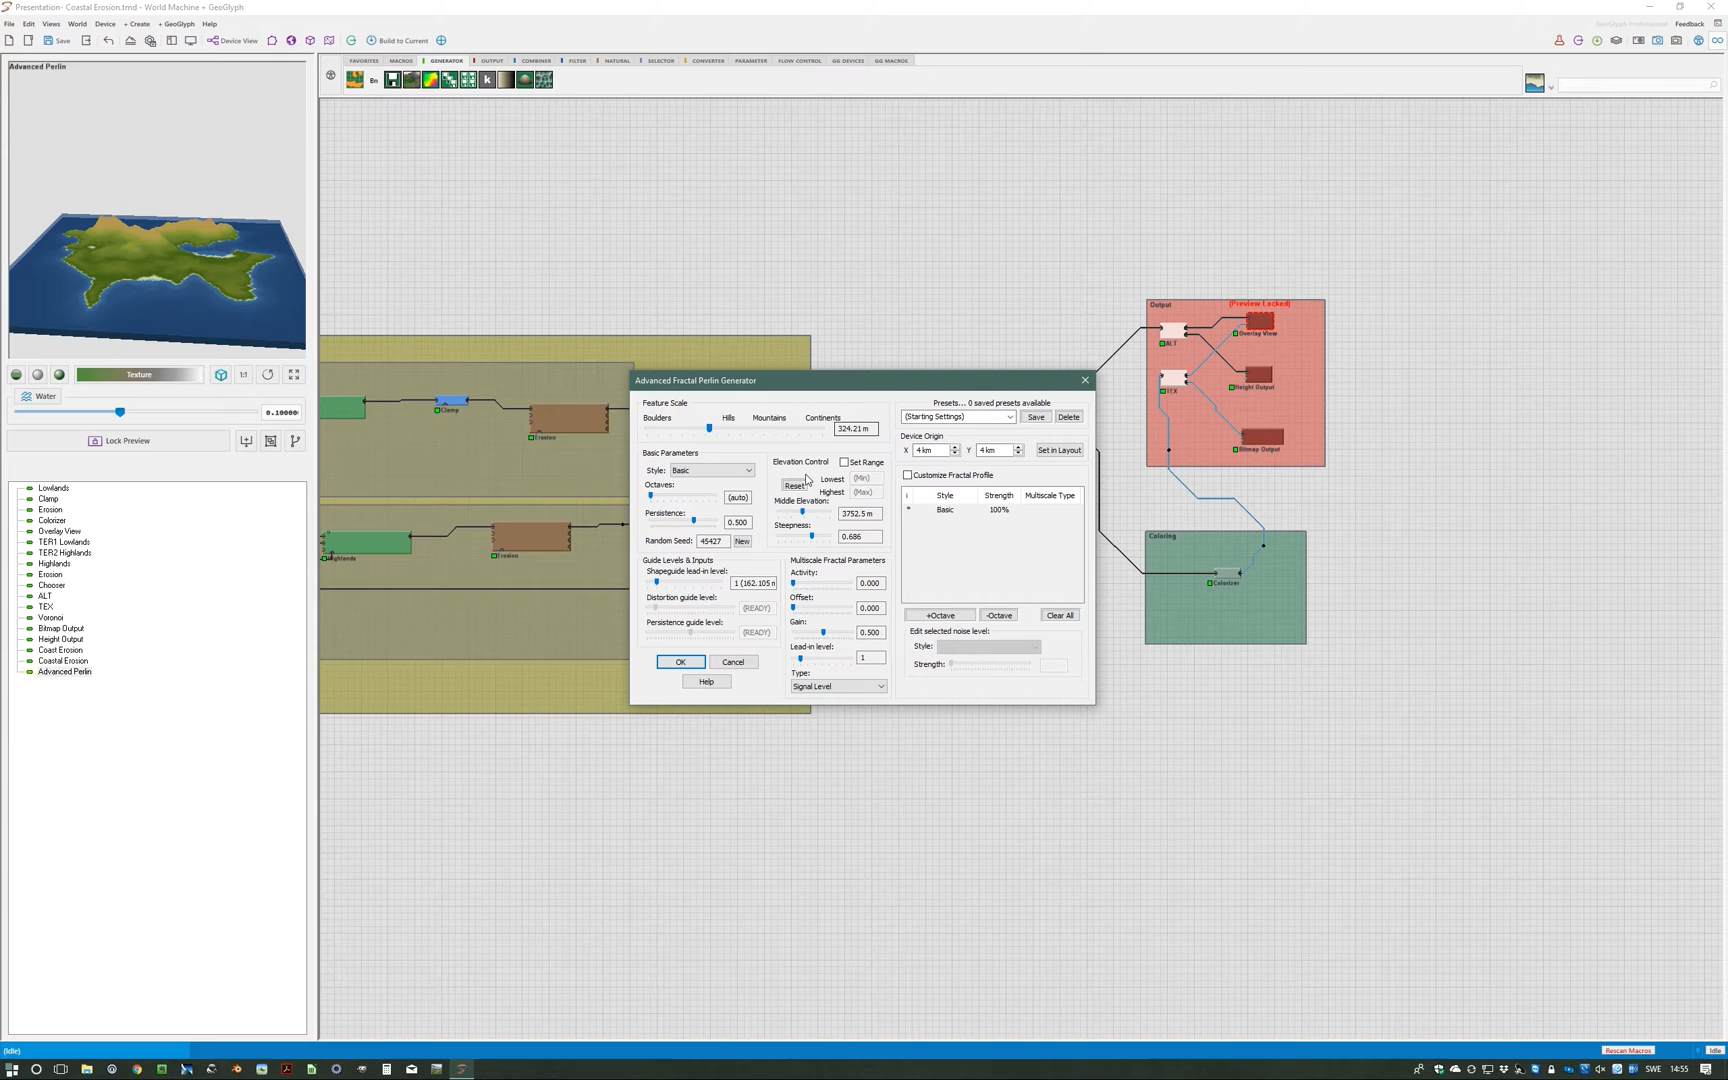 Presentation- Coastal Erosion.tmd - World Machine + GeoGlyph
File Edit Views World Device + Create + GeoGlyph Help
GeoGlyph Professional Feedback
Save Device View Build to Current
Advanced Perlin
FAVORITES MACROS GENERATOR OUTPUT COMBINER FILTER NATURAL SELECTOR CONVERTER PARAMETER FLOW CONTROL GG DEVICES GG MACROS
En k
Texture 1:1
Water
Lock Preview
Lowlands
Clamp
Erosion
Colorizer
Overlay View
TER1 Lowlands
TER2 Highlands
Highlands
Erosion
Chooser
ALT
TEX
Voronoi
Bitmap Output
Height Output
Coast Erosion
Coastal Erosion
Advanced Perlin
Clamp
Erosion
Highlands
Erosion
Advanced Fractal Perlin Generator
Feature Scale
Boulders Hills Mountains Continents
324.21 m
Basic Parameters
Style: Basic
Octaves: (auto)
Persistence: 0.500
Random Seed: 45427 New
Elevation Control Set Range
Reset
Lowest (Min)
Highest (Max)
Middle Elevation:
3752.5 m
Steepness:
0.686
Guide Levels & Inputs
Shapeguide lead-in level:
1 (162.105 m
Distortion guide level:
(READY)
Persistence guide level:
(READY)
OK Cancel
Help
Multiscale Fractal Parameters
Activity:
0.000
Offset:
0.000
Gain:
0.500
Lead-in level:
1
Type:
Signal Level
Presets... 0 saved presets available
(Starting Settings) Save Delete
Device Origin
X 4 km Y 4 km Set in Layout
Customize Fractal Profile
i Style Strength Multiscale Type
* Basic 100%
+Octave -Octave Clear All
Edit selected noise level:
Style:
Strength:
Output (Preview Locked)
ALT
Overlay View
TEX
Height Output
Bitmap Output
Coloring
Colorizer
(Idle)
Rescan Macros Idle
SWE 14:55